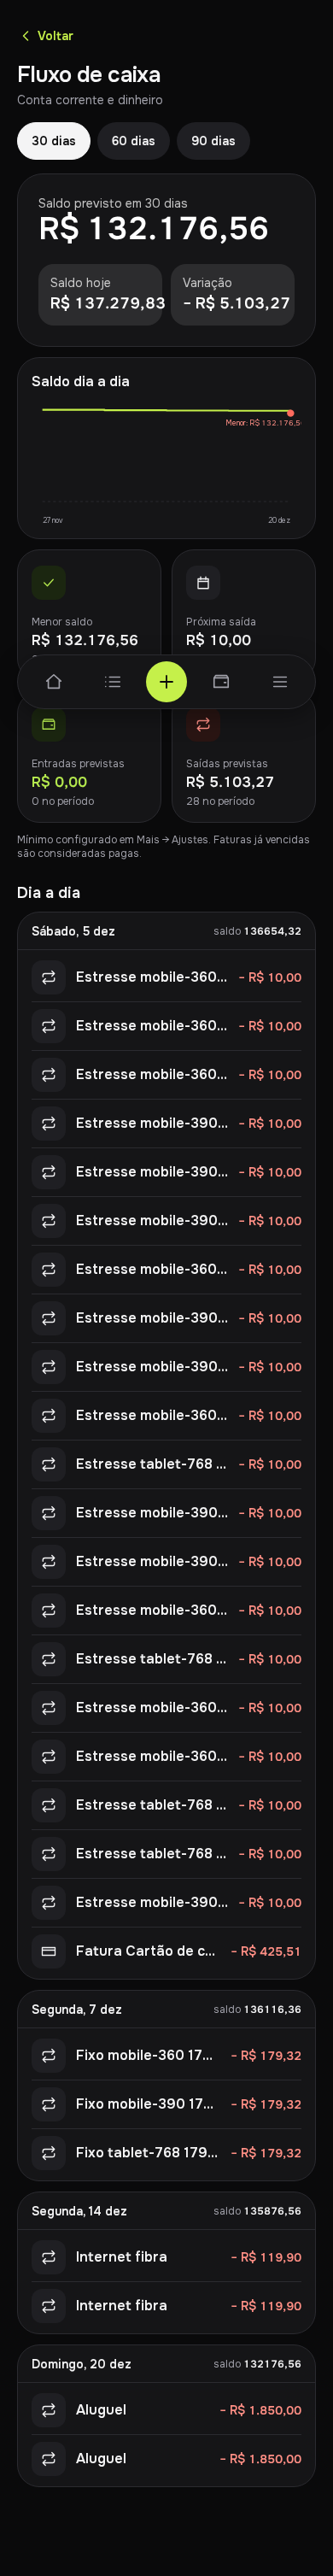 Voltar
Fluxo de caixa
Conta corrente e dinheiro
30 dias 60 dias 90 dias
Saldo previsto em 30 dias
R$ 132.176,56
Saldo hoje
R$ 137.279,83
Variação
− R$ 5.103,27
Saldo dia a dia
Menor: R$ 132.176,5
27 nov 20 dez
Menor saldo
R$ 132.176,56
Próxima saída
R$ 10,00
Entradas previstas
R$ 0,00
0 no período
Saídas previstas
R$ 5.103,27
28 no período
Mínimo configurado em Mais → Ajustes. Faturas já vencidas
são consideradas pagas.
Dia a dia
Sábado, 5 dez saldo 136654,32
Estresse mobile-360... − R$ 10,00
Estresse mobile-360... − R$ 10,00
Estresse mobile-360... − R$ 10,00
Estresse mobile-390... − R$ 10,00
Estresse mobile-390... − R$ 10,00
Estresse mobile-390... − R$ 10,00
Estresse mobile-360... − R$ 10,00
Estresse mobile-390... − R$ 10,00
Estresse mobile-390... − R$ 10,00
Estresse mobile-360... − R$ 10,00
Estresse tablet-768 ... − R$ 10,00
Estresse mobile-390... − R$ 10,00
Estresse mobile-390... − R$ 10,00
Estresse mobile-360... − R$ 10,00
Estresse tablet-768 ... − R$ 10,00
Estresse mobile-360... − R$ 10,00
Estresse mobile-360... − R$ 10,00
Estresse tablet-768 ... − R$ 10,00
Estresse tablet-768 ... − R$ 10,00
Estresse mobile-390... − R$ 10,00
Fatura Cartão de c... − R$ 425,51
Segunda, 7 dez saldo 136116,36
Fixo mobile-360 17... − R$ 179,32
Fixo mobile-390 17... − R$ 179,32
Fixo tablet-768 179... − R$ 179,32
Segunda, 14 dez saldo 135876,56
Internet fibra − R$ 119,90
Internet fibra − R$ 119,90
Domingo, 20 dez saldo 132176,56
Aluguel − R$ 1.850,00
Aluguel − R$ 1.850,00